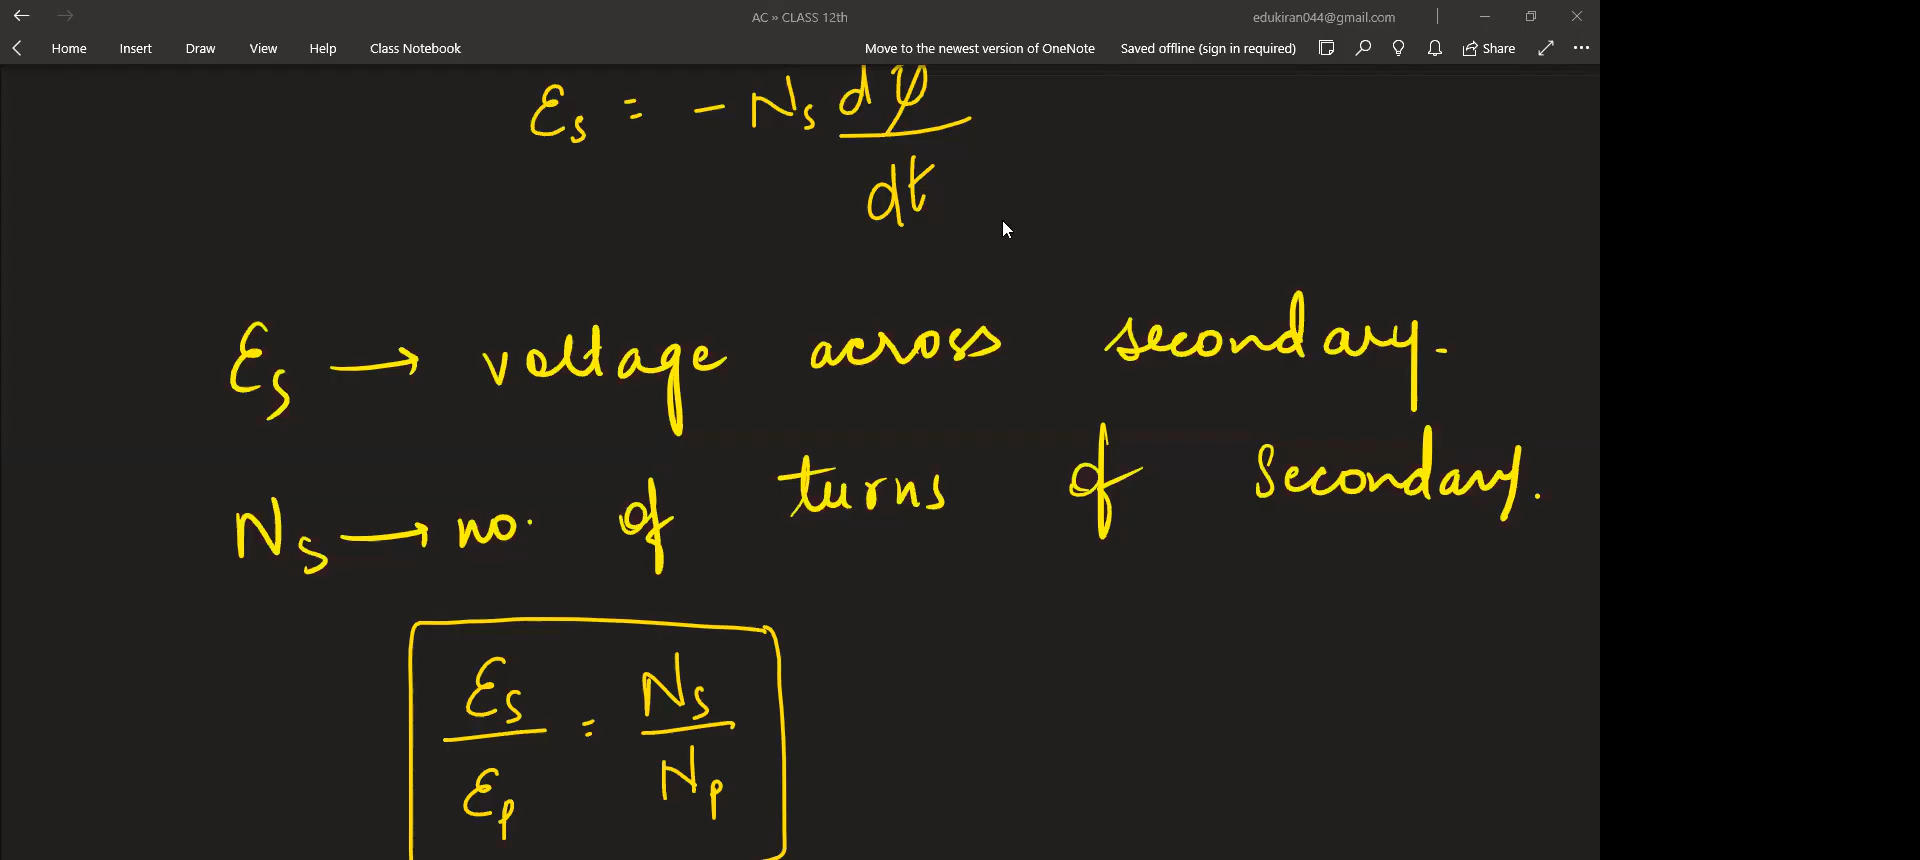 AC » CLASS 12th
edukiran044@gmail.com
Home Insert Draw View Help Class Notebook Move to the newest version of OneNote Saved offline (sign in required) Share
Es = - Ns dφ
dt
Es → voltage across secondary.
Ns → no. of turns of Secondary.
Es = Ns
Ep Np